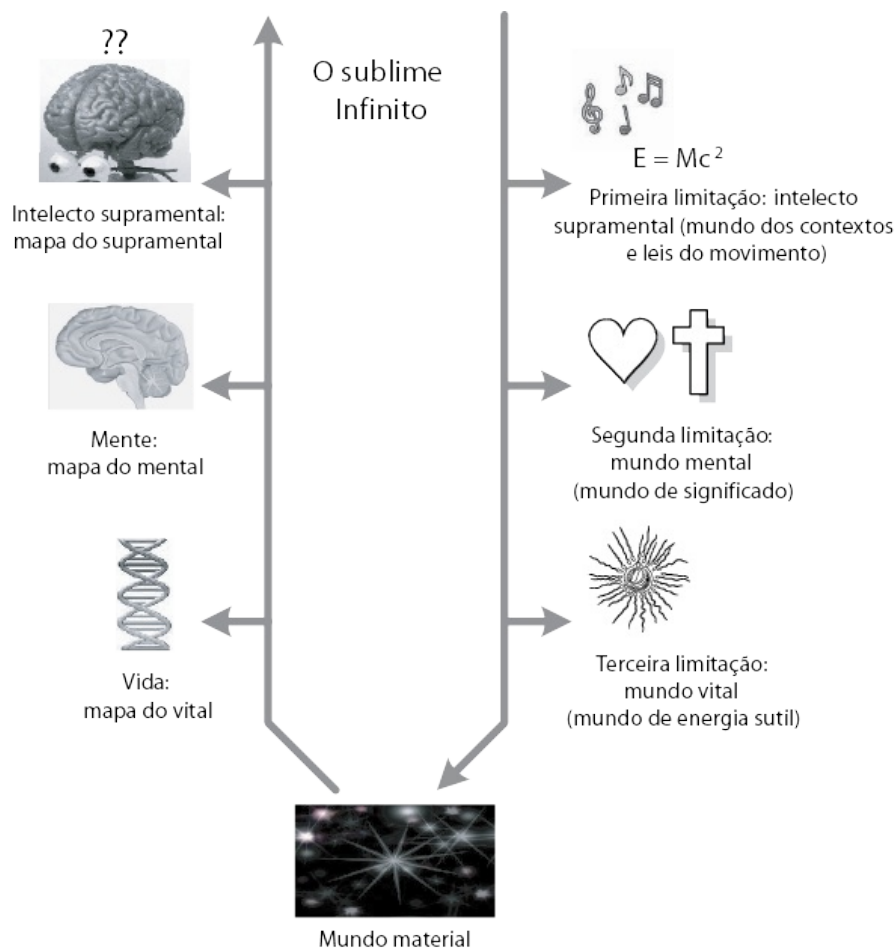 ??
O sublime
Infinito
E = Mc²
Intelecto supramental:
mapa do supramental
Primeira limitação: intelecto
supramental (mundo dos contextos
e leis do movimento)
Mente:
mapa do mental
Segunda limitação:
mundo mental
(mundo de significado)
Vida:
mapa do vital
Terceira limitação:
mundo vital
(mundo de energia sutil)
Mundo material